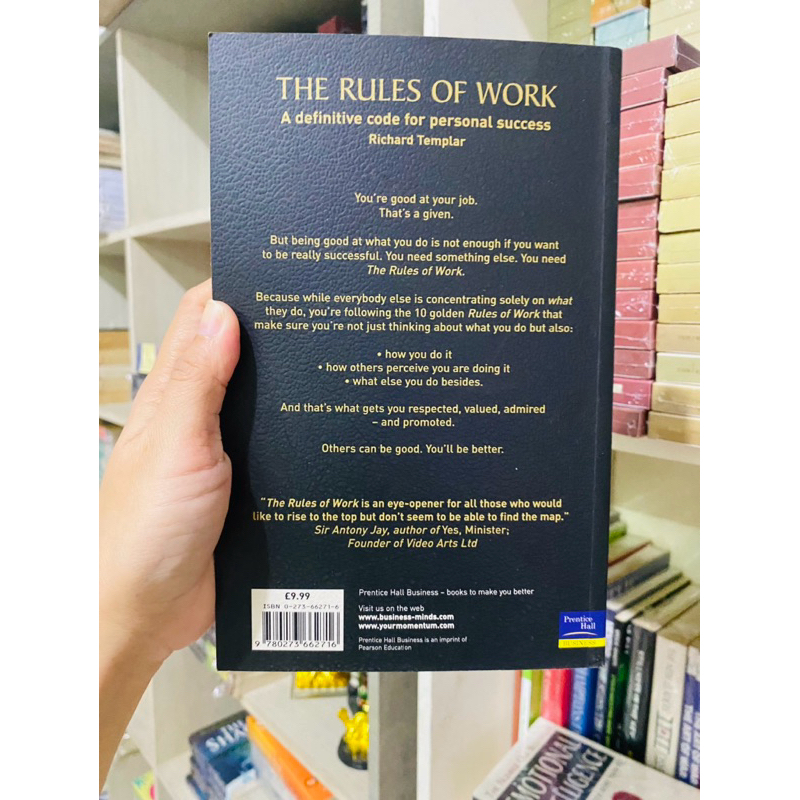 THE RULES OF WORK
A definitive code for personal success
Richard Templar
You're good at your job.
That's a given.
But being good at what you do is not enough if you want
to be really successful. You need something else. You need
The Rules of Work.
Because while everybody else is concentrating solely on what
they do, you're following the 10 golden Rules of Work that
make sure you're not just thinking about what you do but also:
• how you do it
• how others perceive you are doing it
• what else you do besides.
And that's what gets you respected, valued, admired
– and promoted.
Others can be good. You'll be better.
"The Rules of Work is an eye-opener for all those who would
like to rise to the top but don't seem to be able to find the map."
Sir Antony Jay, author of Yes, Minister;
Founder of Video Arts Ltd
£9.99
ISBN 0-273-66271-6
9 780273 662716
Prentice Hall Business – books to make you better
Visit us on the web
www.business-minds.com
www.yourmomentum.com
Prentice Hall Business is an imprint of
Pearson Education
Prentice
Hall
BUSINESS